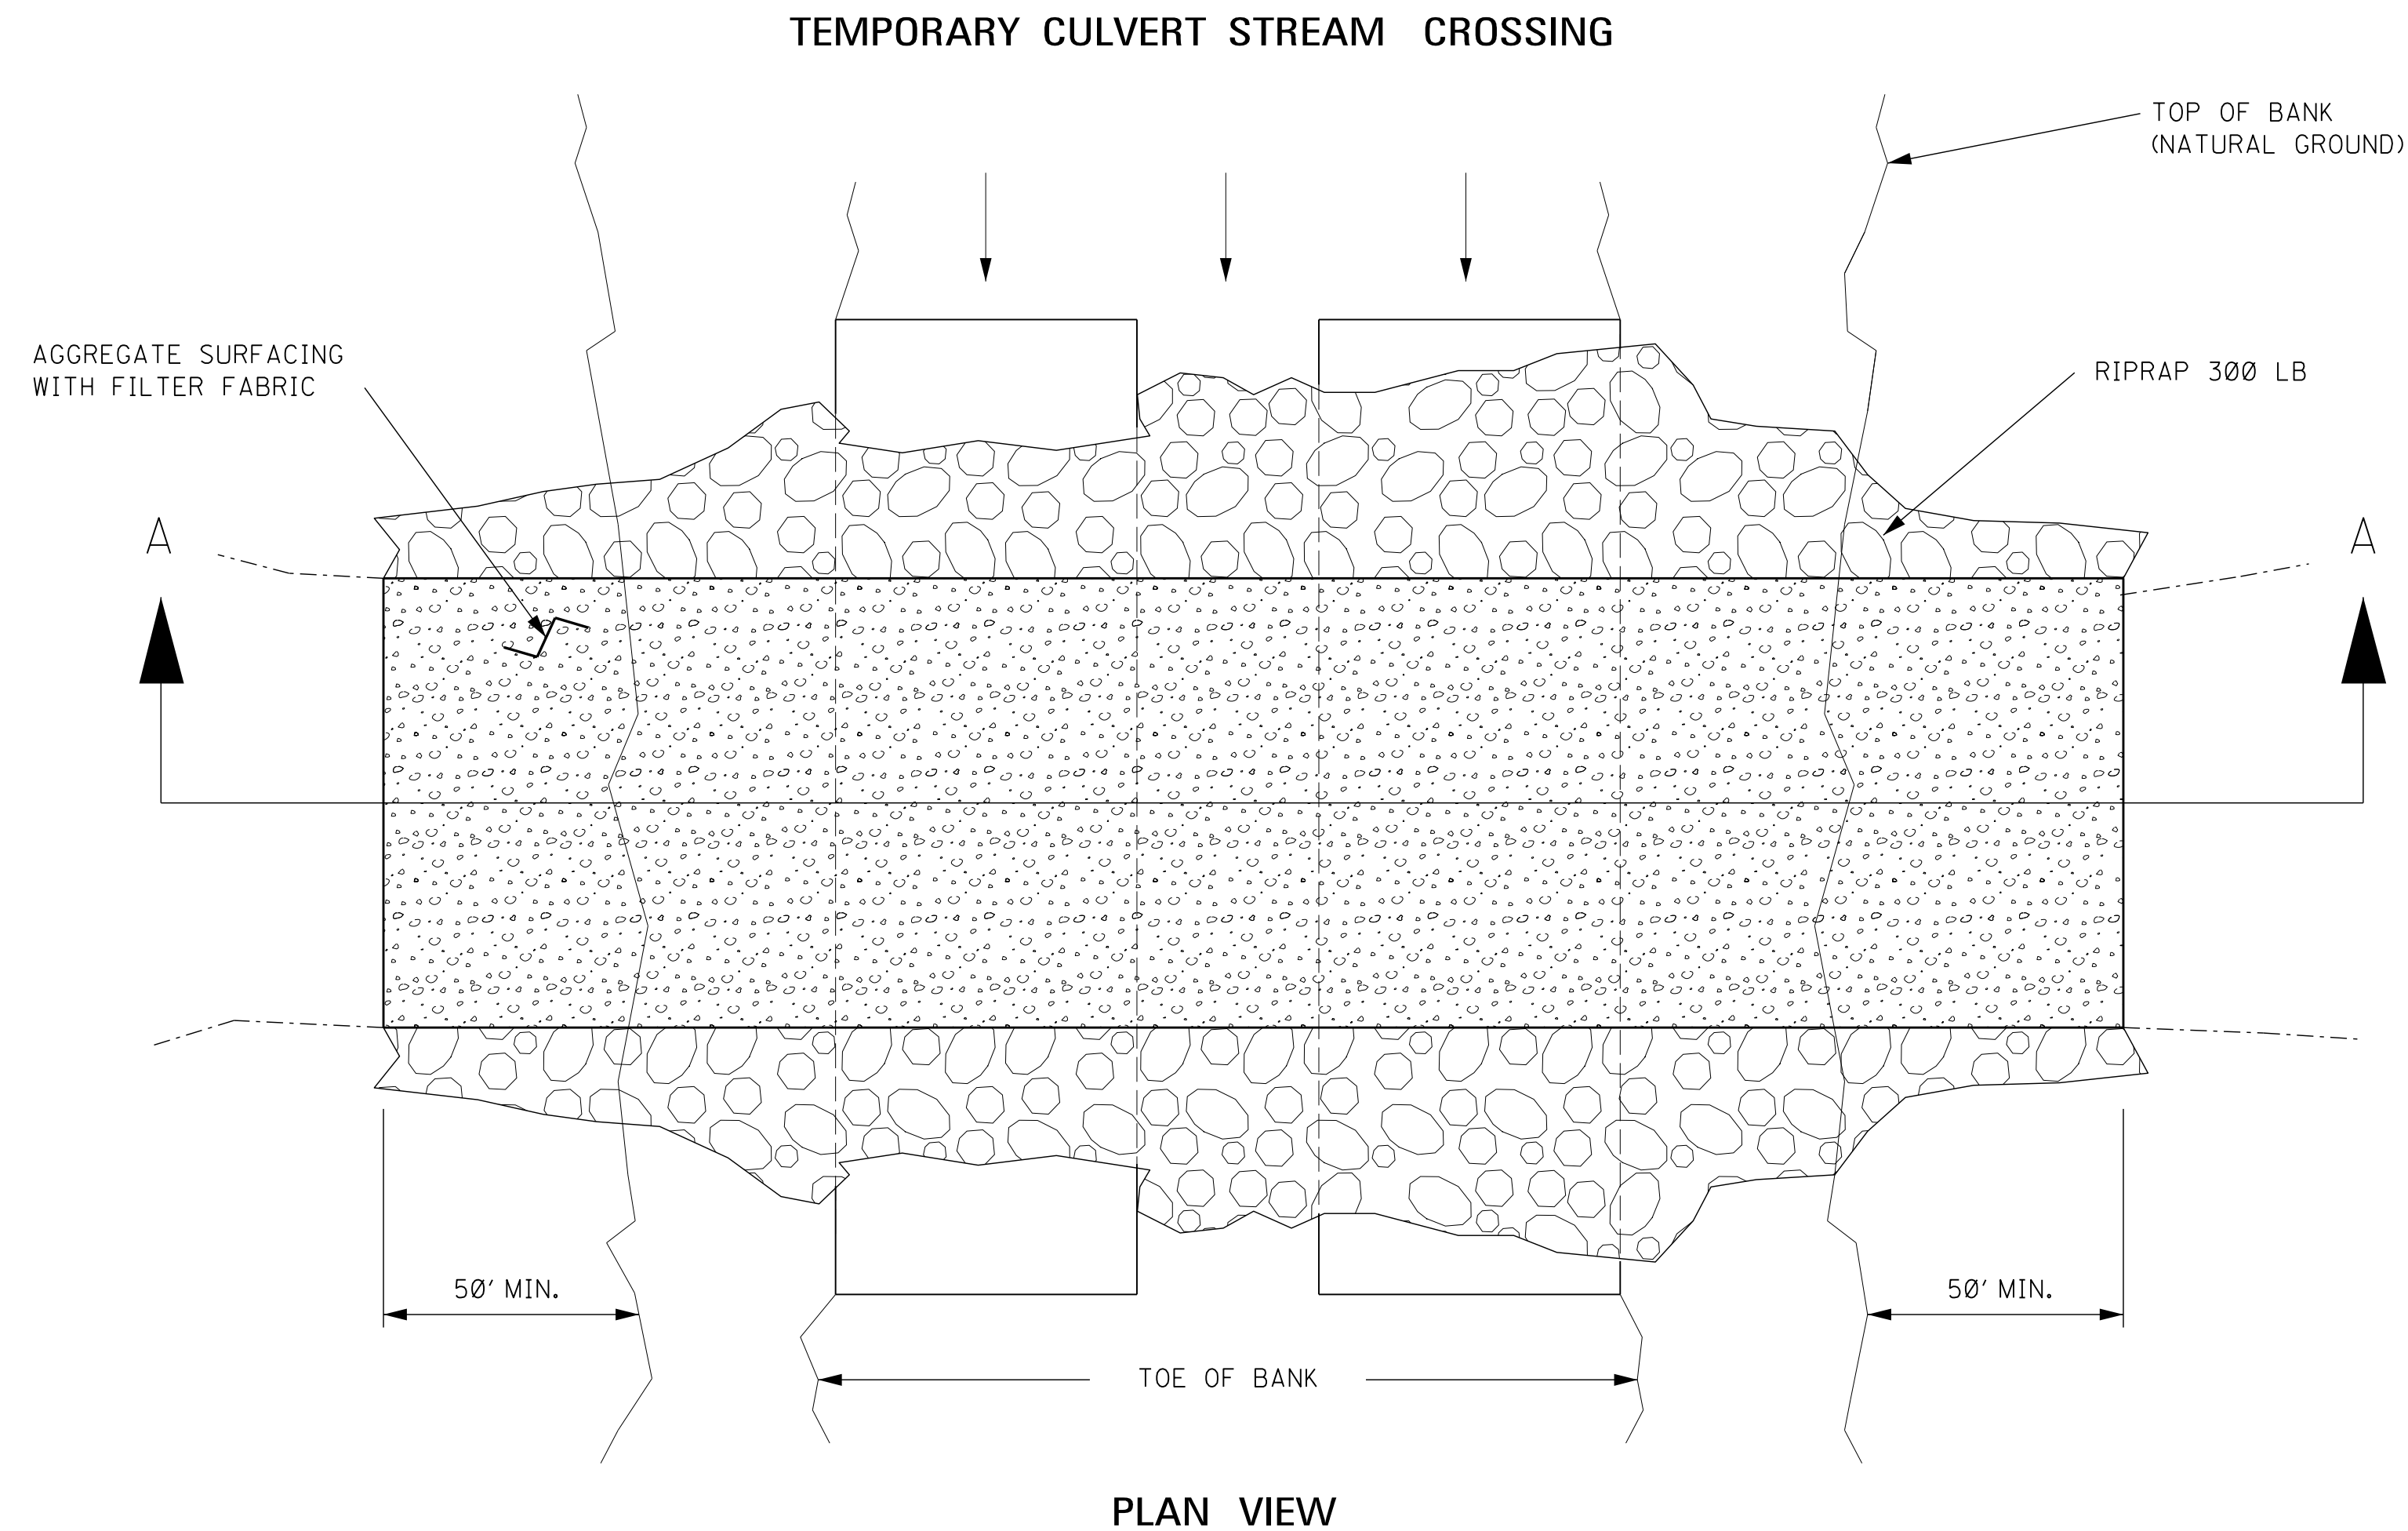 TEMPORARY CULVERT STREAM CROSSING
TOP OF BANK
(NATURAL GROUND)
AGGREGATE SURFACING
WITH FILTER FABRIC
RIPRAP 300 LB
A
A
50' MIN.
50' MIN.
TOE OF BANK
PLAN VIEW